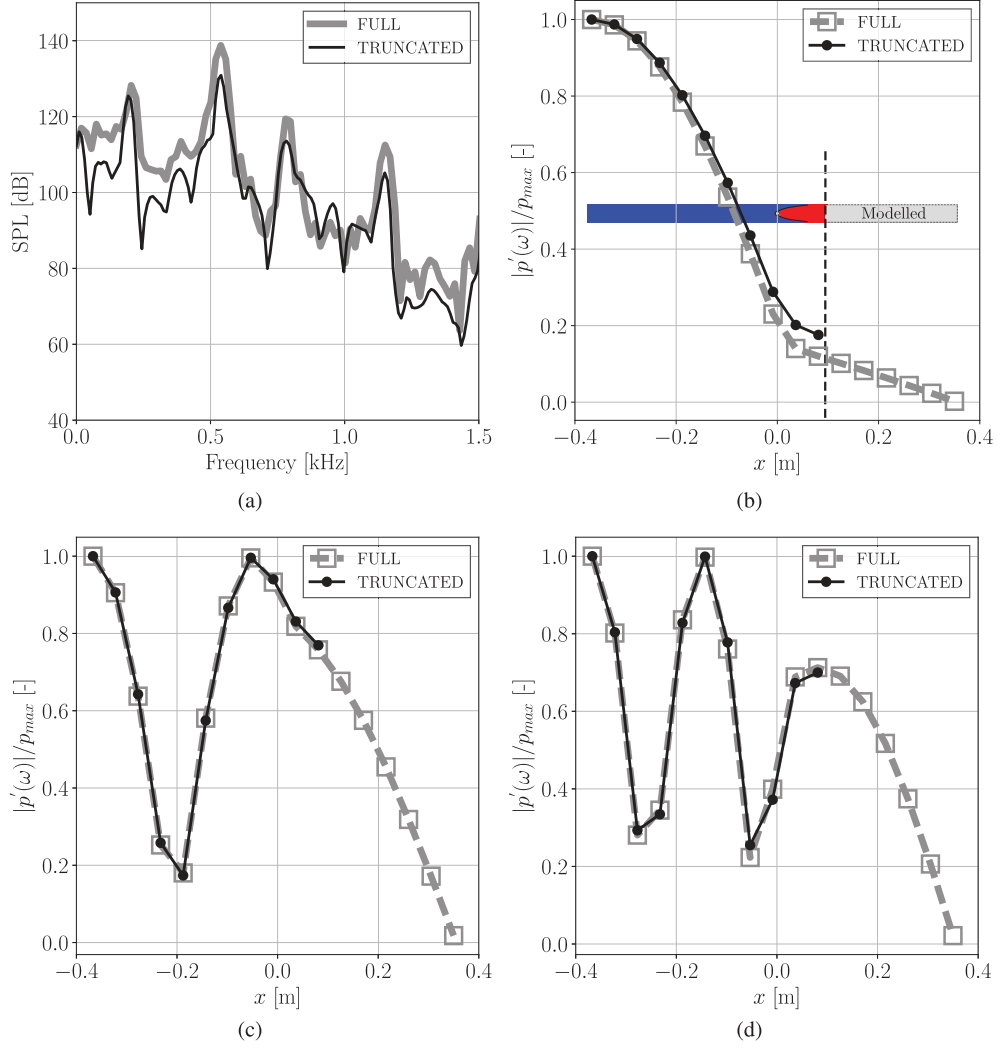 FULL
TRUNCATED
140
120
100
80
60
40
SPL [dB]
0.0 0.5 1.0 1.5
Frequency [kHz]
(a)
FULL
TRUNCATED
Modelled
1.0
0.8
0.6
0.4
0.2
0.0
|p′(ω)|/p_max [-]
−0.4 −0.2 0.0 0.2 0.4
x [m]
(b)
FULL
TRUNCATED
1.0
0.8
0.6
0.4
0.2
0.0
|p′(ω)|/p_max [-]
−0.4 −0.2 0.0 0.2 0.4
x [m]
(c)
FULL
TRUNCATED
1.0
0.8
0.6
0.4
0.2
0.0
|p′(ω)|/p_max [-]
−0.4 −0.2 0.0 0.2 0.4
x [m]
(d)